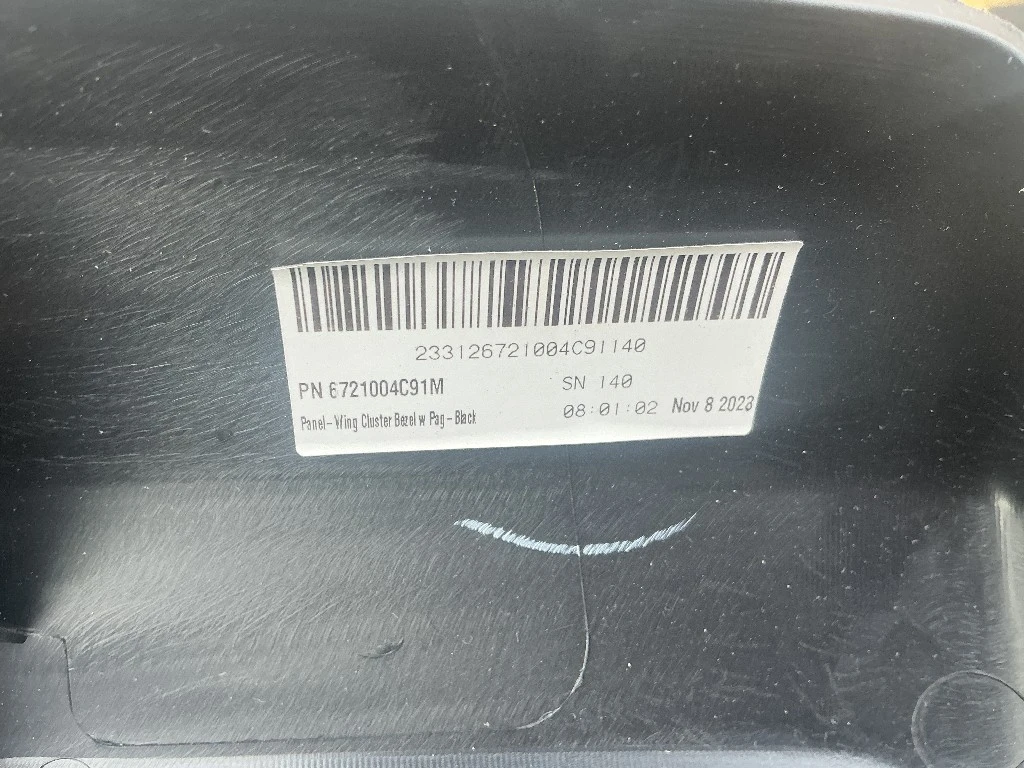 233126721004C91140
PN 6721004C91M
SN 140
Panel-Wing Cluster Bezel w Pag-Black
08:01:02 Nov 8 2023